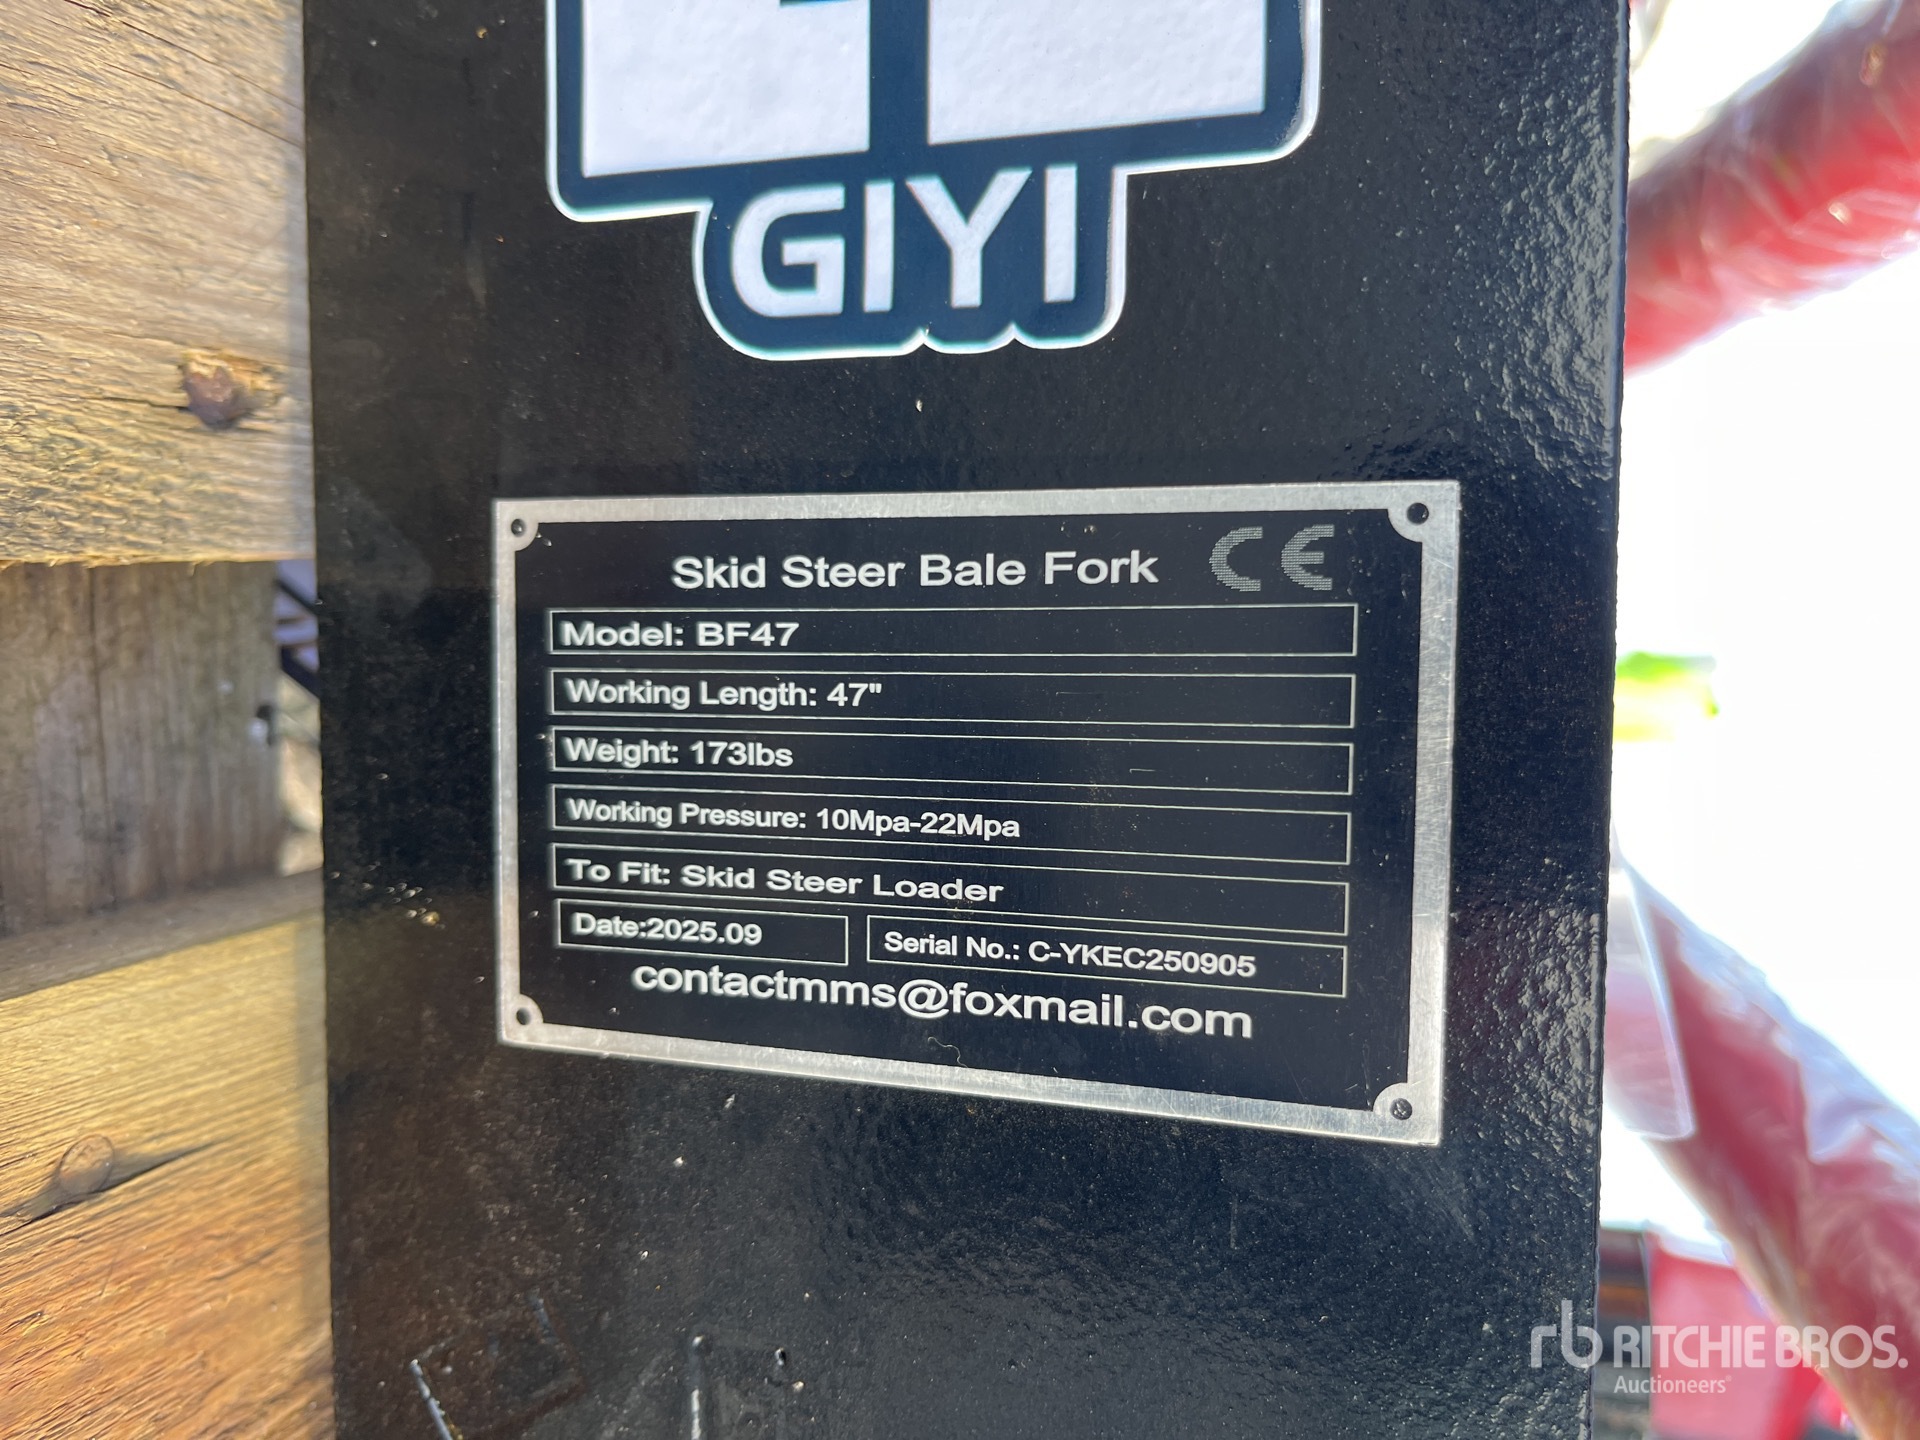 GIYI
Skid Steer Bale Fork CE
Model: BF47
Working Length: 47"
Weight: 173lbs
Working Pressure: 10Mpa-22Mpa
To Fit: Skid Steer Loader
Date:2025.09 Serial No.: C-YKEC250905
contactmms@foxmail.com
rb RITCHIE BROS.
Auctioneers